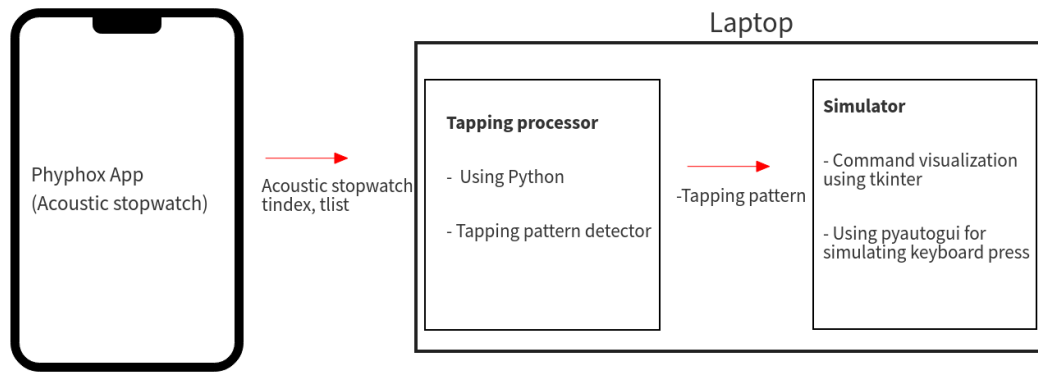 Laptop
Phyphox App
(Acoustic stopwatch)
Acoustic stopwatch
tindex, tlist
Tapping processor
- Using Python
- Tapping pattern detector
-Tapping pattern
Simulator
- Command visualization
using tkinter
- Using pyautogui for
simulating keyboard press